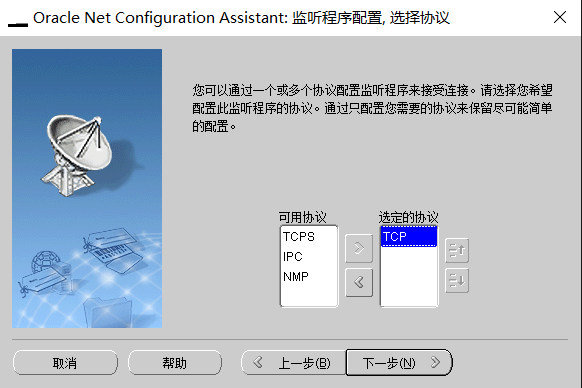 Oracle Net Configuration Assistant: 监听程序配置, 选择协议
您可以通过一个或多个协议配置监听程序来接受连接。请选择您希望
配置此监听程序的协议。通过只配置您需要的协议来保留尽可能简单
的配置。
可用协议
TCPS
IPC
NMP
选定的协议
TCP
取消
帮助
上一步(B)
下一步(N)